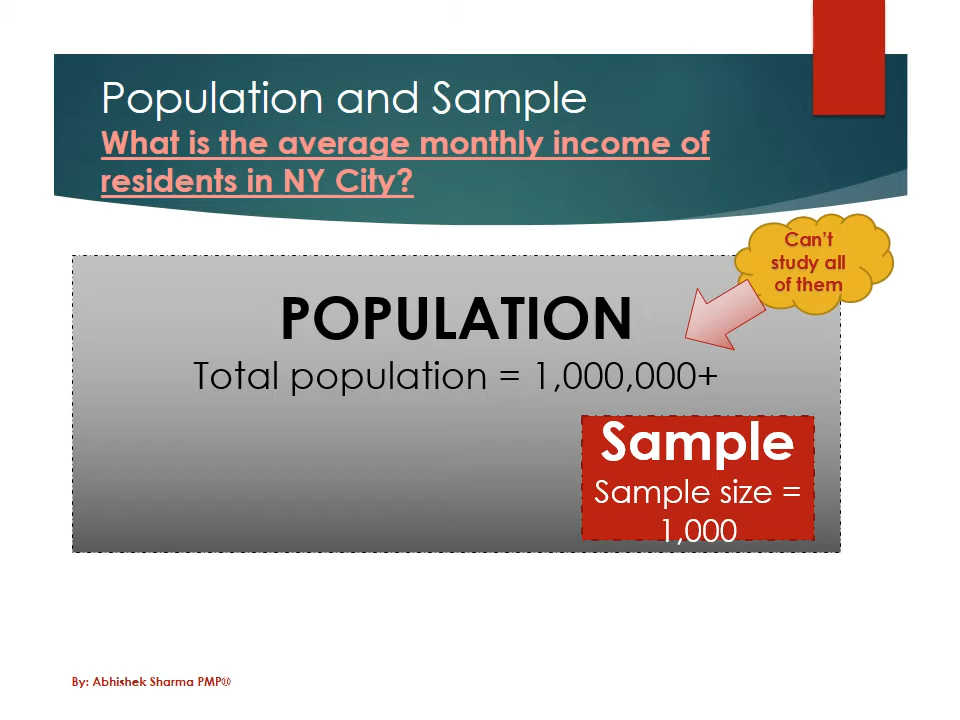 Population and Sample
What is the average monthly income of
residents in NY City?
Can't
study all
of them
POPULATION
Total population = 1,000,000+
Sample
Sample size =
1,000
By: Abhishek Sharma PMP®